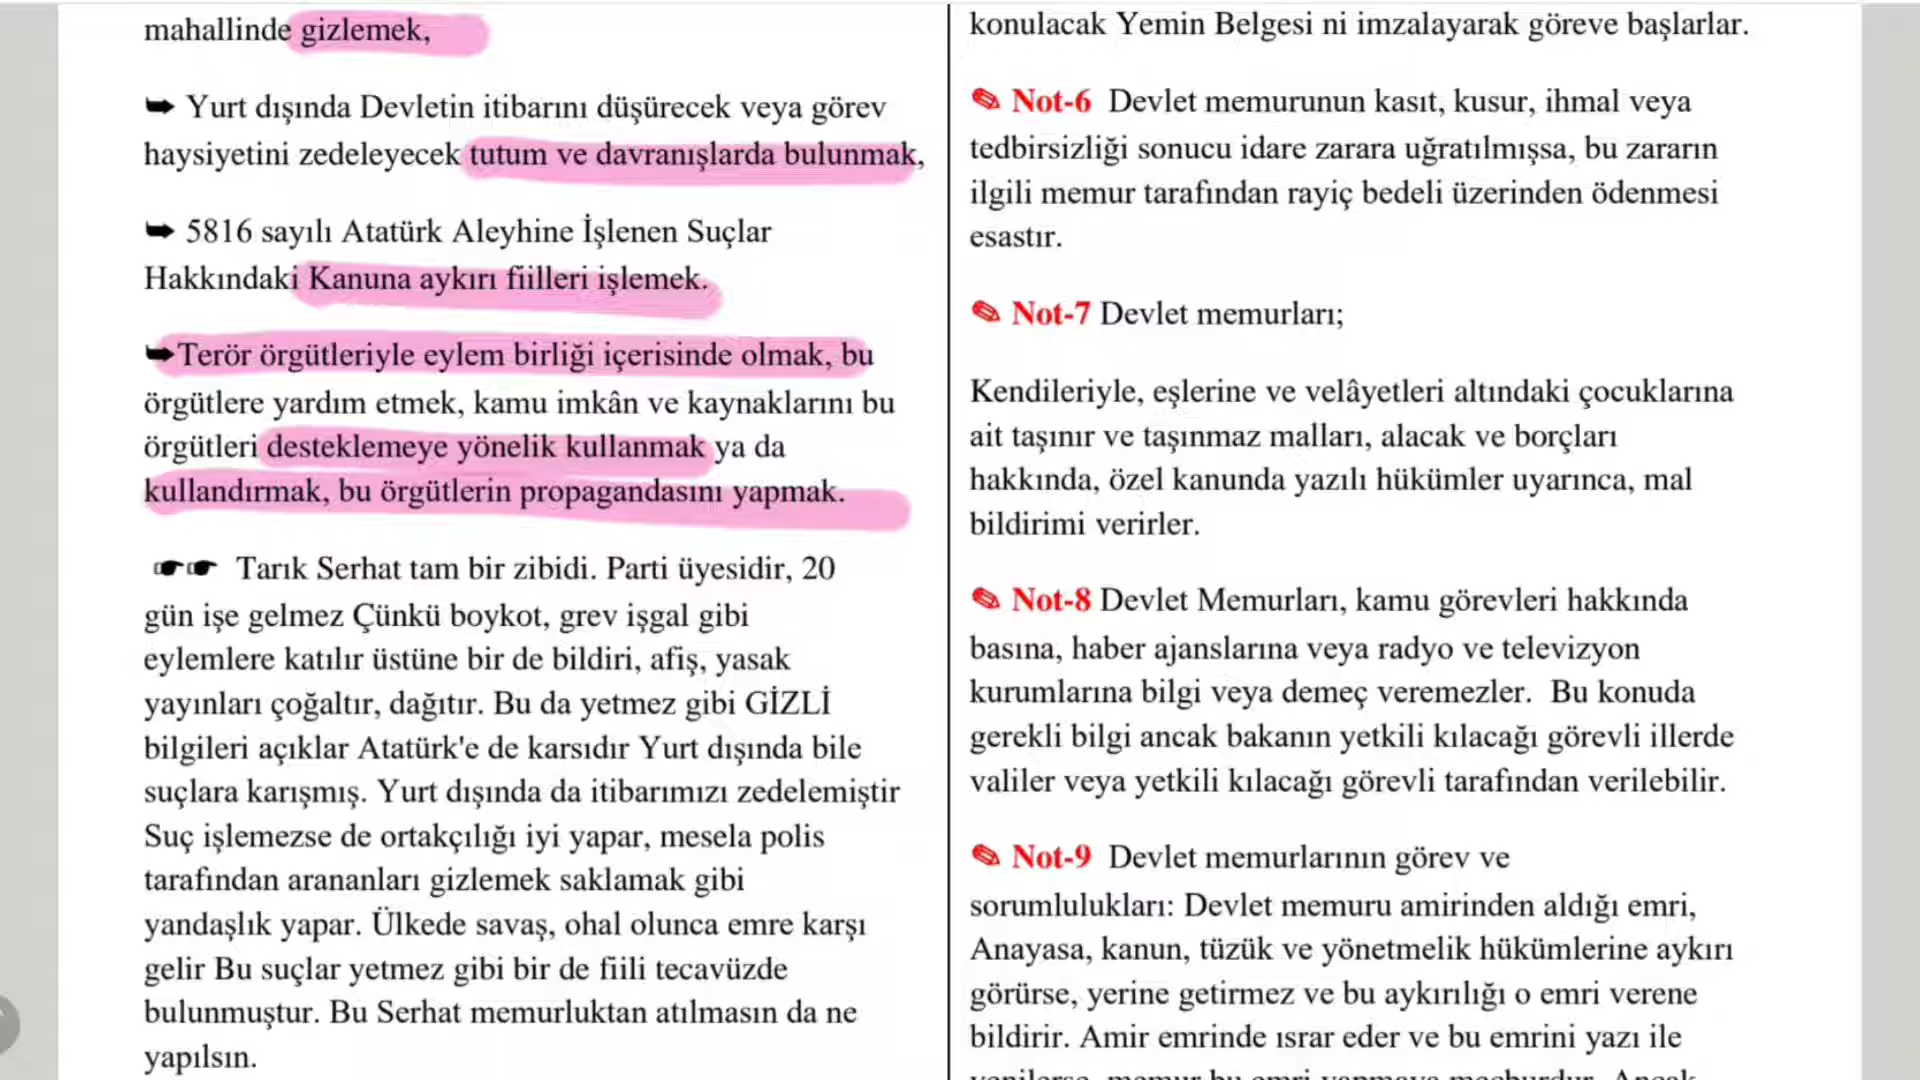 mahallinde gizlemek,
➥ Yurt dışında Devletin itibarını düşürecek veya görev
haysiyetini zedeleyecek tutum ve davranışlarda bulunmak,
➥ 5816 sayılı Atatürk Aleyhine İşlenen Suçlar
Hakkındaki Kanuna aykırı fiilleri işlemek.
➥Terör örgütleriyle eylem birliği içerisinde olmak, bu
örgütlere yardım etmek, kamu imkân ve kaynaklarını bu
örgütleri desteklemeye yönelik kullanmak ya da
kullandırmak, bu örgütlerin propagandasını yapmak.
☛☛ Tarık Serhat tam bir zibidi. Parti üyesidir, 20
gün işe gelmez Çünkü boykot, grev işgal gibi
eylemlere katılır üstüne bir de bildiri, afiş, yasak
yayınları çoğaltır, dağıtır. Bu da yetmez gibi GİZLİ
bilgileri açıklar Atatürk'e de karsıdır Yurt dışında bile
suçlara karışmış. Yurt dışında da itibarımızı zedelemiştir
Suç işlemezse de ortakçılığı iyi yapar, mesela polis
tarafından arananları gizlemek saklamak gibi
yandaşlık yapar. Ülkede savaş, ohal olunca emre karşı
gelir Bu suçlar yetmez gibi bir de fiili tecavüzde
bulunmuştur. Bu Serhat memurluktan atılmasın da ne
yapılsın.
konulacak Yemin Belgesi ni imzalayarak göreve başlarlar.
✎ Not-6 Devlet memurunun kasıt, kusur, ihmal veya
tedbirsizliği sonucu idare zarara uğratılmışsa, bu zararın
ilgili memur tarafından rayiç bedeli üzerinden ödenmesi
esastır.
✎ Not-7 Devlet memurları;
Kendileriyle, eşlerine ve velâyetleri altındaki çocuklarına
ait taşınır ve taşınmaz malları, alacak ve borçları
hakkında, özel kanunda yazılı hükümler uyarınca, mal
bildirimi verirler.
✎ Not-8 Devlet Memurları, kamu görevleri hakkında
basına, haber ajanslarına veya radyo ve televizyon
kurumlarına bilgi veya demeç veremezler. Bu konuda
gerekli bilgi ancak bakanın yetkili kılacağı görevli illerde
valiler veya yetkili kılacağı görevli tarafından verilebilir.
✎ Not-9 Devlet memurlarının görev ve
sorumlulukları: Devlet memuru amirinden aldığı emri,
Anayasa, kanun, tüzük ve yönetmelik hükümlerine aykırı
görürse, yerine getirmez ve bu aykırılığı o emri verene
bildirir. Amir emrinde ısrar eder ve bu emrini yazı ile
yenilerse, memur bu emri yapmaya mecburdur. Ancak